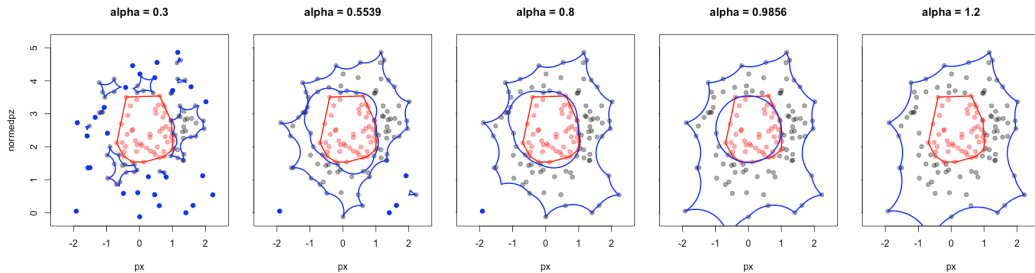 alpha = 0.3 alpha = 0.5539 alpha = 0.8 alpha = 0.9856 alpha = 1.2
normedpz
5
4
3
2
1
0
-2 -1 0 1 2 -2 -1 0 1 2 -2 -1 0 1 2 -2 -1 0 1 2 -2 -1 0 1 2
px px px px px